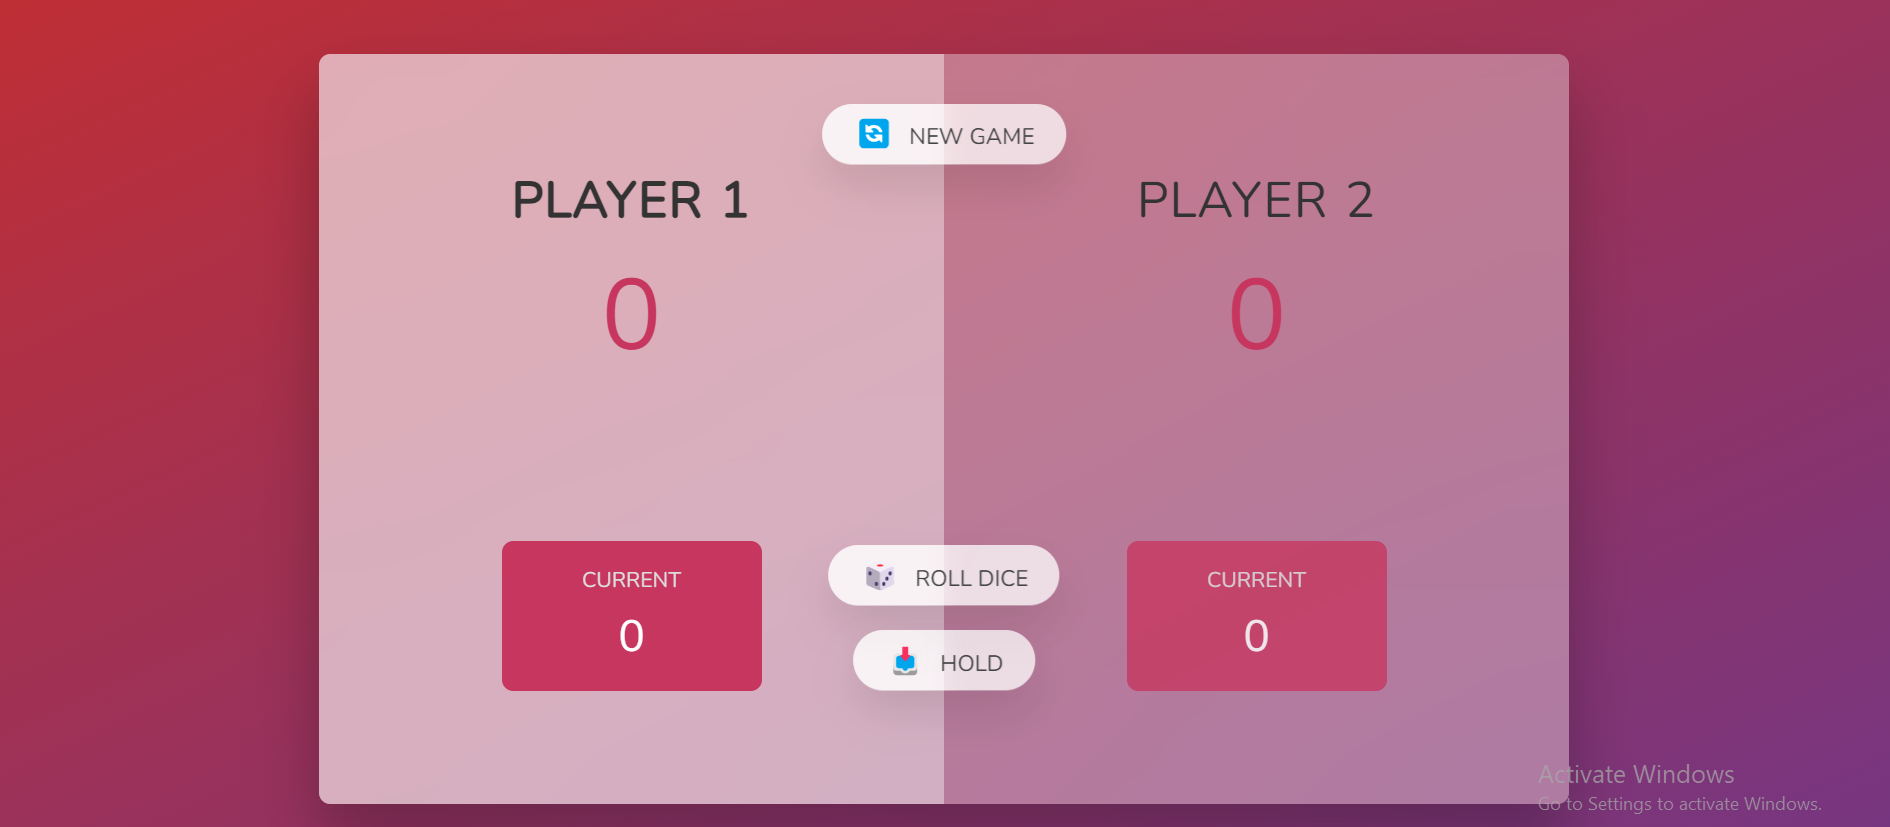 NEW GAME
PLAYER 1
0
CURRENT
0
PLAYER 2
0
CURRENT
0
ROLL DICE
HOLD
Activate Windows
Go to Settings to activate Windows.